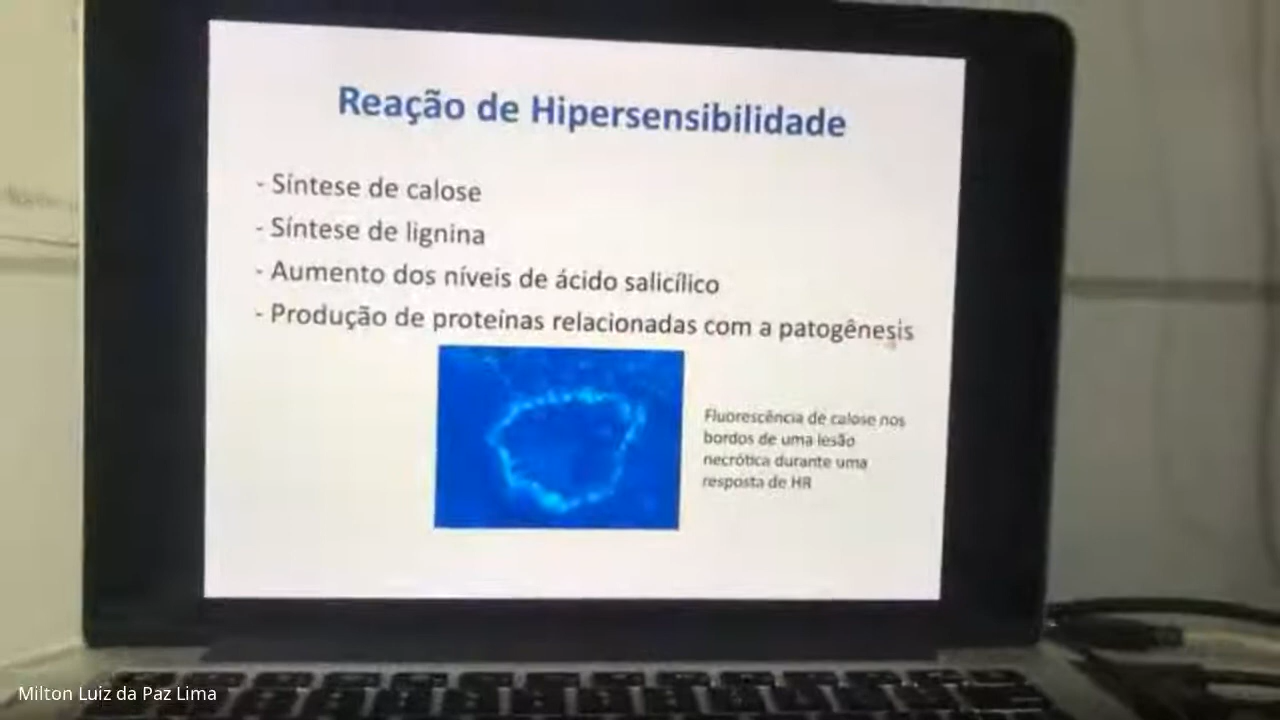 Reação de Hipersensibilidade
- Síntese de calose
- Síntese de lignina
- Aumento dos níveis de ácido salicílico
- Produção de proteínas relacionadas com a patogênesis
Fluorescência de calose nos
bordos de uma lesão
necrótica durante uma
resposta de HR
Milton Luiz da Paz Lima